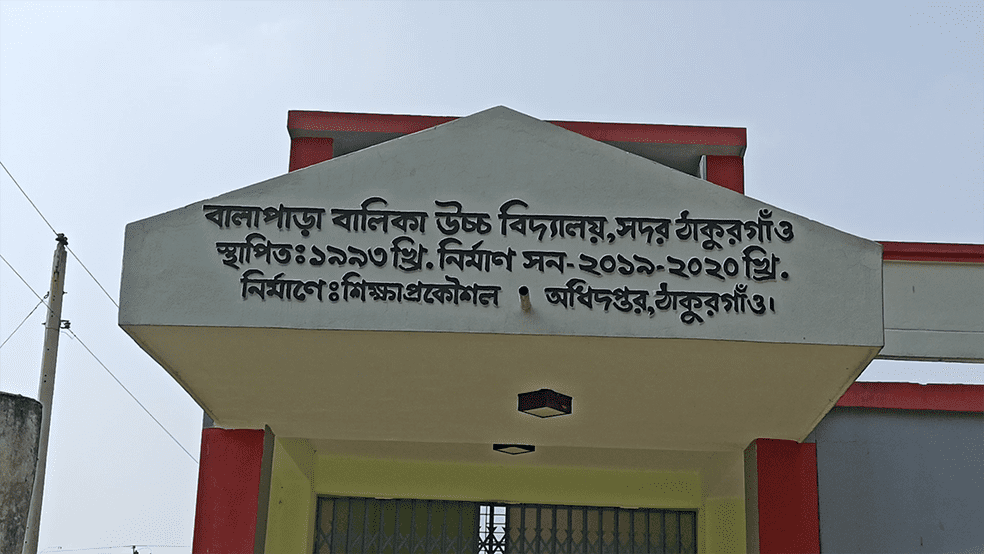 বালাপাড়া বালিকা উচ্চ বিদ্যালয়,সদর ঠাকুরগাঁও
স্থাপিতঃ১৯৯৩ খ্রি. নির্মাণ সন-২০১৯-২০২০ খ্রি.
নির্মাণেঃ শিক্ষাপ্রকৌশল অধিদপ্তর,ঠাকুরগাঁও।